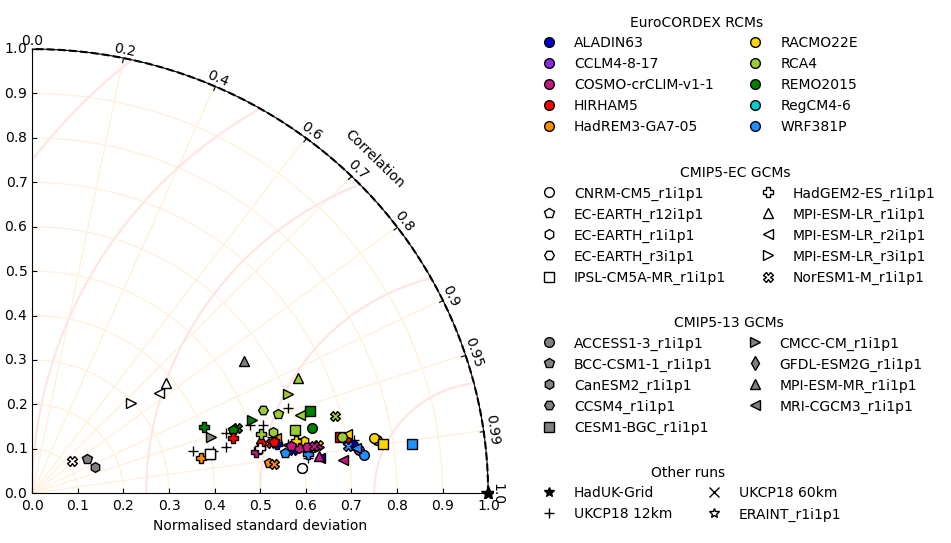 EuroCORDEX RCMs
ALADIN63
CCLM4-8-17
COSMO-crCLIM-v1-1
HIRHAM5
HadREM3-GA7-05
RACMO22E
RCA4
REMO2015
RegCM4-6
WRF381P
CMIP5-EC GCMs
CNRM-CM5_r1i1p1
EC-EARTH_r12i1p1
EC-EARTH_r1i1p1
EC-EARTH_r3i1p1
IPSL-CM5A-MR_r1i1p1
HadGEM2-ES_r1i1p1
MPI-ESM-LR_r1i1p1
MPI-ESM-LR_r2i1p1
MPI-ESM-LR_r3i1p1
NorESM1-M_r1i1p1
CMIP5-13 GCMs
ACCESS1-3_r1i1p1
BCC-CSM1-1_r1i1p1
CanESM2_r1i1p1
CCSM4_r1i1p1
CESM1-BGC_r1i1p1
CMCC-CM_r1i1p1
GFDL-ESM2G_r1i1p1
MPI-ESM-MR_r1i1p1
MRI-CGCM3_r1i1p1
Other runs
HadUK-Grid
UKCP18 12km
UKCP18 60km
ERAINT_r1i1p1
Correlation
0.0
0.2
0.4
0.6
0.7
0.8
0.9
0.95
0.99
1.0
1.0
0.9
0.8
0.7
0.6
0.5
0.4
0.3
0.2
0.1
0.0
0.0 0.1 0.2 0.3 0.4 0.5 0.6 0.7 0.8 0.9 1.0
Normalised standard deviation